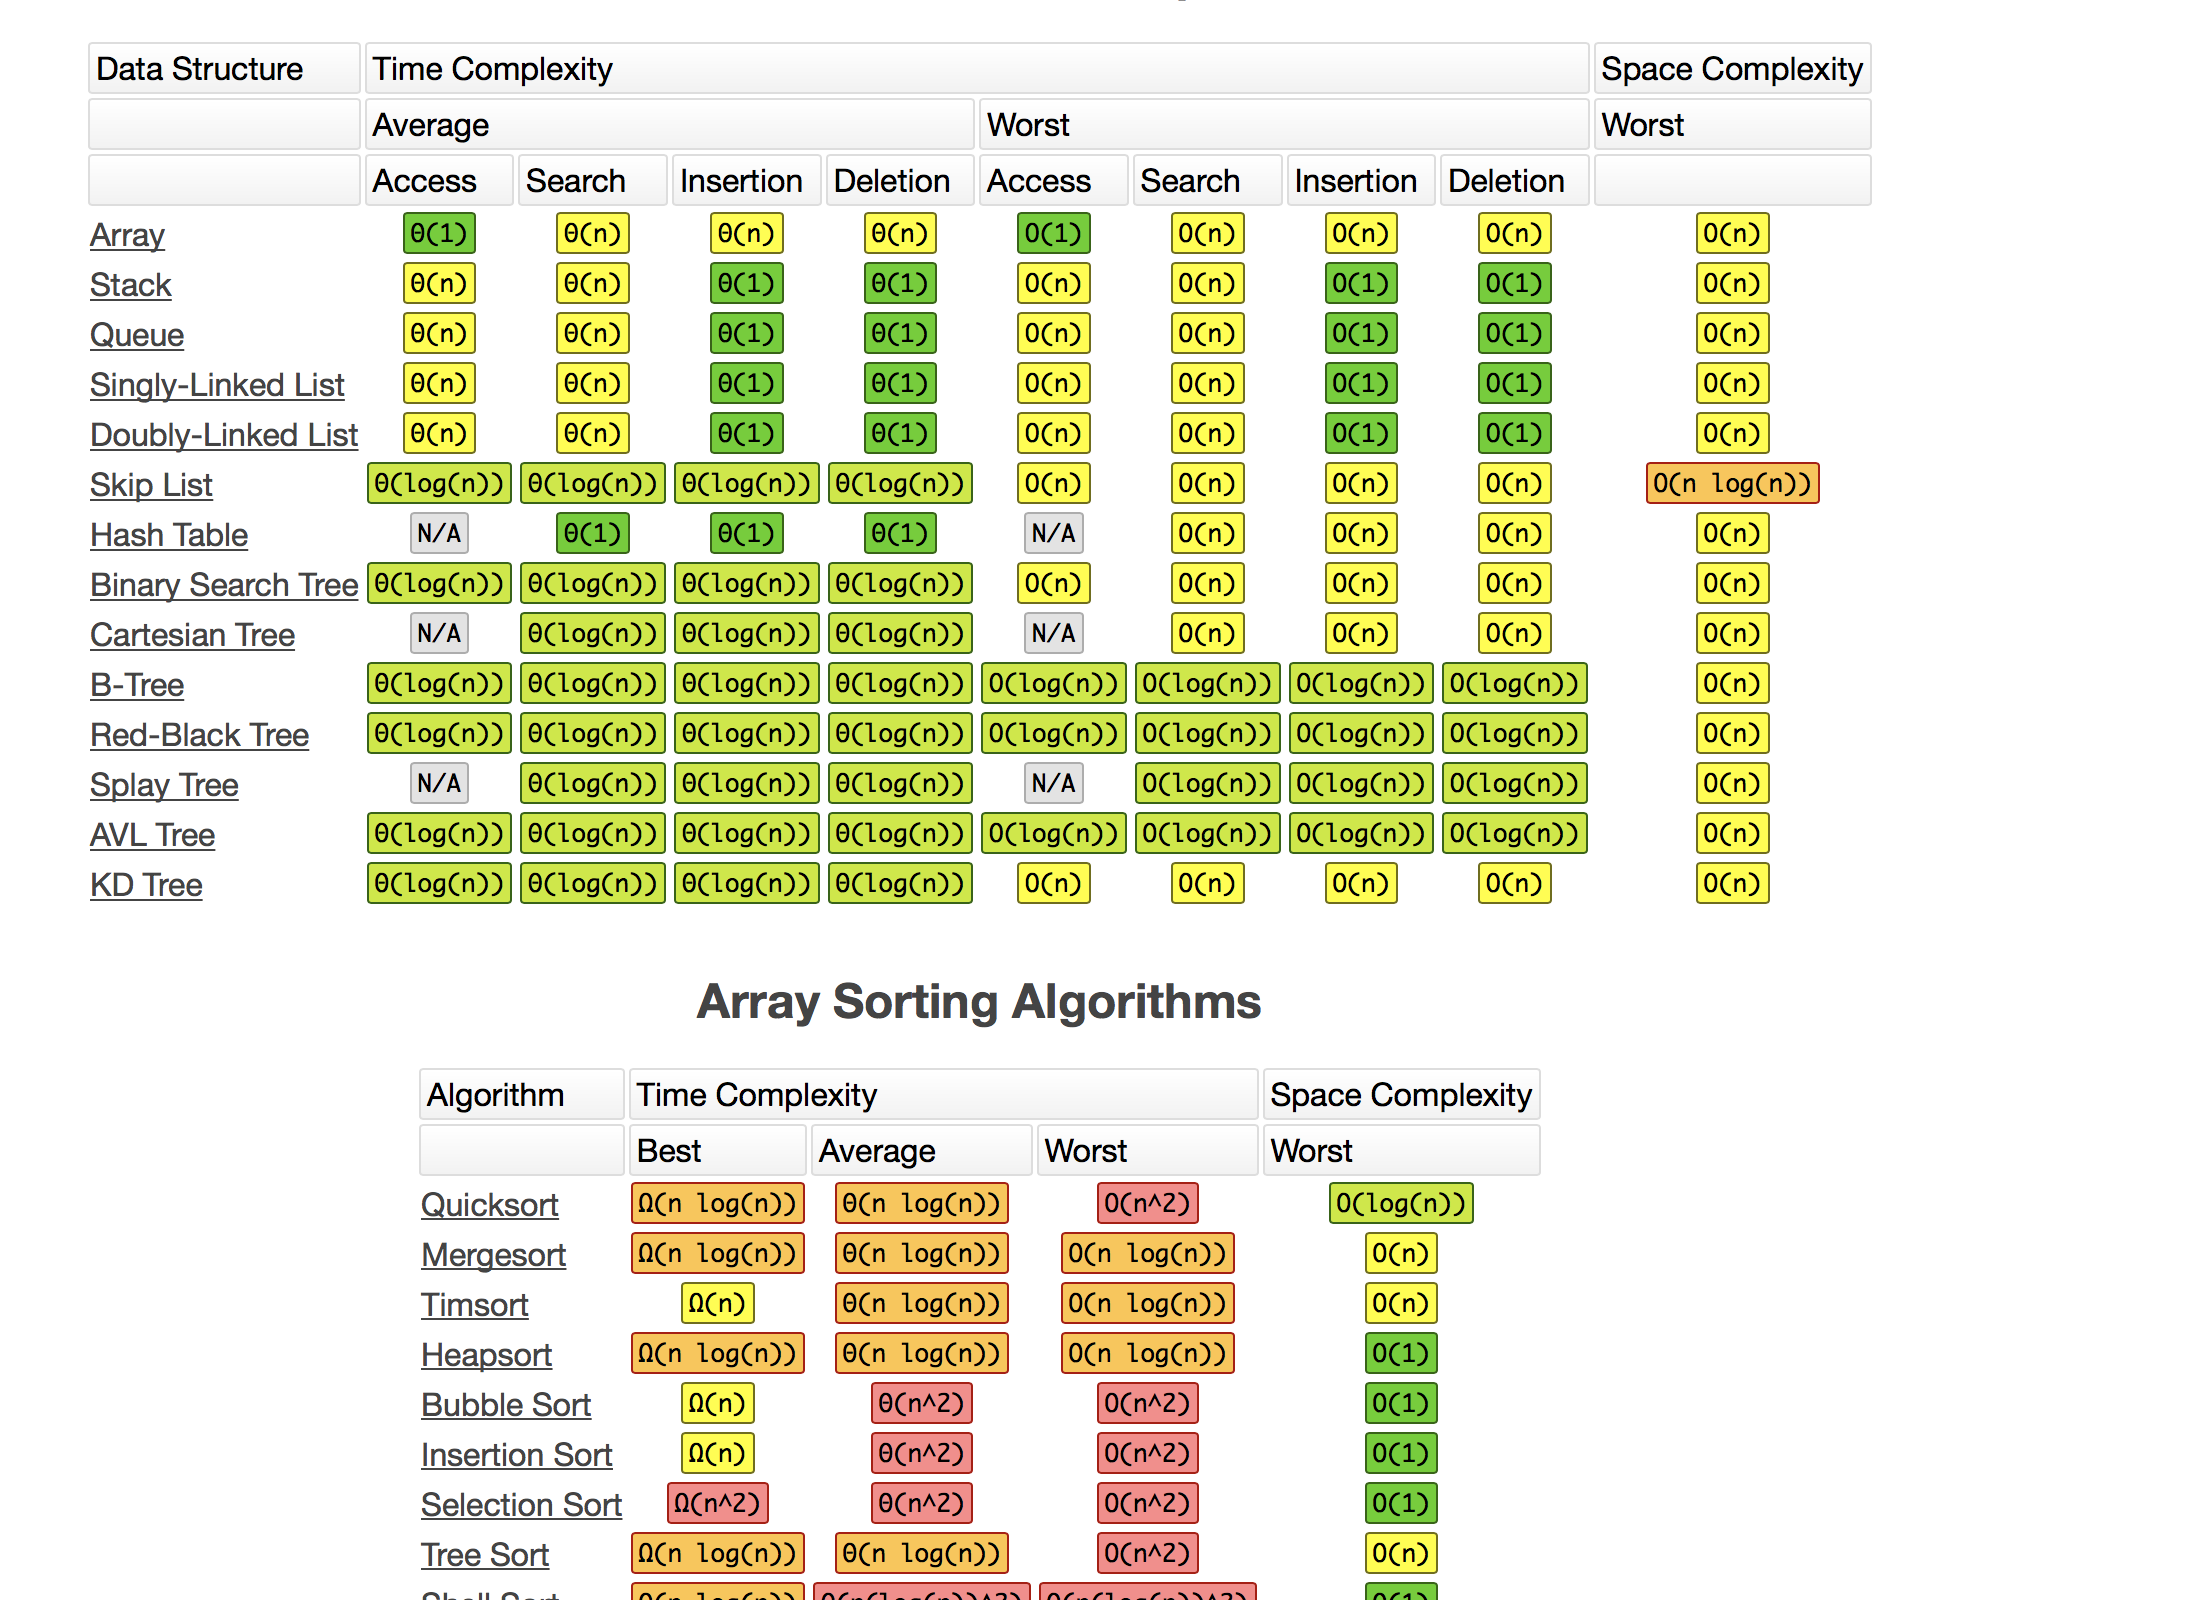 Data Structure Time Complexity Space Complexity
Average Worst Worst
Access Search Insertion Deletion Access Search Insertion Deletion
Array Θ(1) Θ(n) Θ(n) Θ(n) O(1) O(n) O(n) O(n) O(n)
Stack Θ(n) Θ(n) Θ(1) Θ(1) O(n) O(n) O(1) O(1) O(n)
Queue Θ(n) Θ(n) Θ(1) Θ(1) O(n) O(n) O(1) O(1) O(n)
Singly-Linked List Θ(n) Θ(n) Θ(1) Θ(1) O(n) O(n) O(1) O(1) O(n)
Doubly-Linked List Θ(n) Θ(n) Θ(1) Θ(1) O(n) O(n) O(1) O(1) O(n)
Skip List Θ(log(n)) Θ(log(n)) Θ(log(n)) Θ(log(n)) O(n) O(n) O(n) O(n) O(n log(n))
Hash Table N/A Θ(1) Θ(1) Θ(1) N/A O(n) O(n) O(n) O(n)
Binary Search Tree Θ(log(n)) Θ(log(n)) Θ(log(n)) Θ(log(n)) O(n) O(n) O(n) O(n) O(n)
Cartesian Tree N/A Θ(log(n)) Θ(log(n)) Θ(log(n)) N/A O(n) O(n) O(n) O(n)
B-Tree Θ(log(n)) Θ(log(n)) Θ(log(n)) Θ(log(n)) O(log(n)) O(log(n)) O(log(n)) O(log(n)) O(n)
Red-Black Tree Θ(log(n)) Θ(log(n)) Θ(log(n)) Θ(log(n)) O(log(n)) O(log(n)) O(log(n)) O(log(n)) O(n)
Splay Tree N/A Θ(log(n)) Θ(log(n)) Θ(log(n)) N/A O(log(n)) O(log(n)) O(log(n)) O(n)
AVL Tree Θ(log(n)) Θ(log(n)) Θ(log(n)) Θ(log(n)) O(log(n)) O(log(n)) O(log(n)) O(log(n)) O(n)
KD Tree Θ(log(n)) Θ(log(n)) Θ(log(n)) Θ(log(n)) O(n) O(n) O(n) O(n) O(n)
Array Sorting Algorithms
Algorithm Time Complexity Space Complexity
Best Average Worst Worst
Quicksort Ω(n log(n)) Θ(n log(n)) O(n^2) O(log(n))
Mergesort Ω(n log(n)) Θ(n log(n)) O(n log(n)) O(n)
Timsort Ω(n) Θ(n log(n)) O(n log(n)) O(n)
Heapsort Ω(n log(n)) Θ(n log(n)) O(n log(n)) O(1)
Bubble Sort Ω(n) Θ(n^2) O(n^2) O(1)
Insertion Sort Ω(n) Θ(n^2) O(n^2) O(1)
Selection Sort Ω(n^2) Θ(n^2) O(n^2) O(1)
Tree Sort Ω(n log(n)) Θ(n log(n)) O(n^2) O(n)